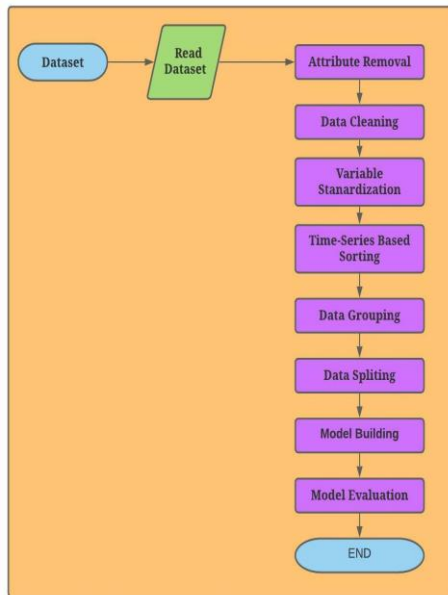 Dataset
Read
Dataset
Attribute Removal
Data Cleaning
Variable
Stanardization
Time-Series Based
Sorting
Data Grouping
Data Spliting
Model Building
Model Evaluation
END